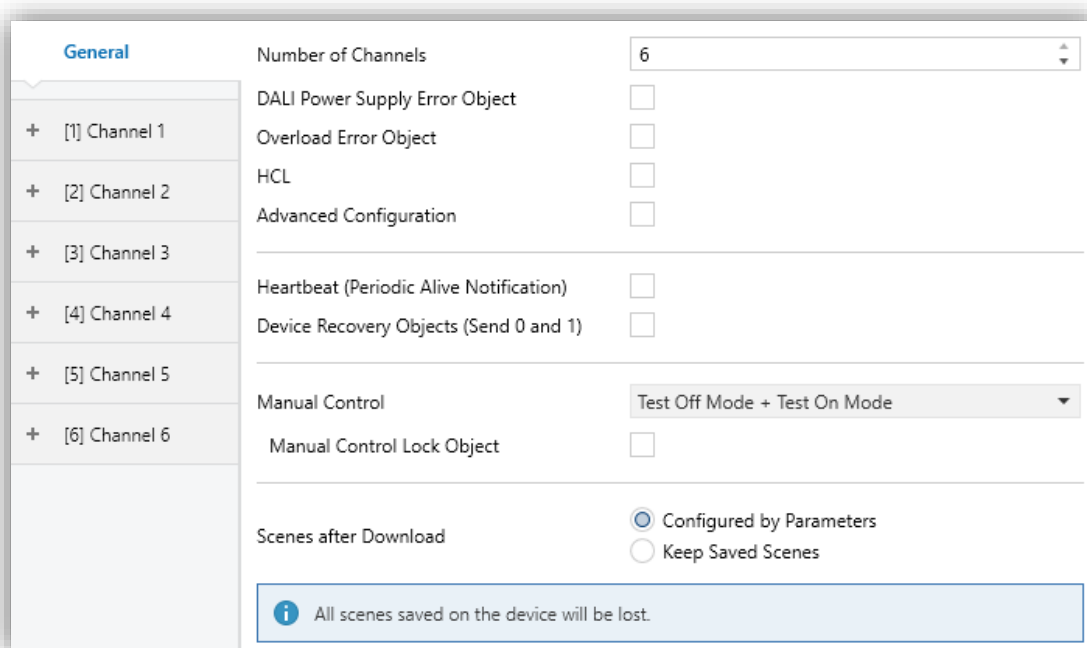 General
[1] Channel 1
[2] Channel 2
[3] Channel 3
[4] Channel 4
[5] Channel 5
[6] Channel 6
Number of Channels 6
DALI Power Supply Error Object
Overload Error Object
HCL
Advanced Configuration
Heartbeat (Periodic Alive Notification)
Device Recovery Objects (Send 0 and 1)
Manual Control Test Off Mode + Test On Mode
Manual Control Lock Object
Scenes after Download
Configured by Parameters
Keep Saved Scenes
All scenes saved on the device will be lost.